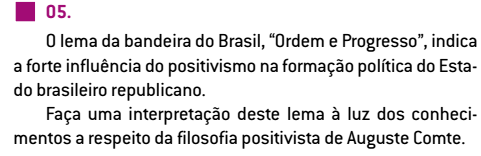 05.
O lema da bandeira do Brasil, “Ordem e Progresso”, indica
a forte influência do positivismo na formação política do Esta-
do brasileiro republicano.
Faça uma interpretação deste lema à luz dos conheci-
mentos a respeito da filosofia positivista de Auguste Comte.